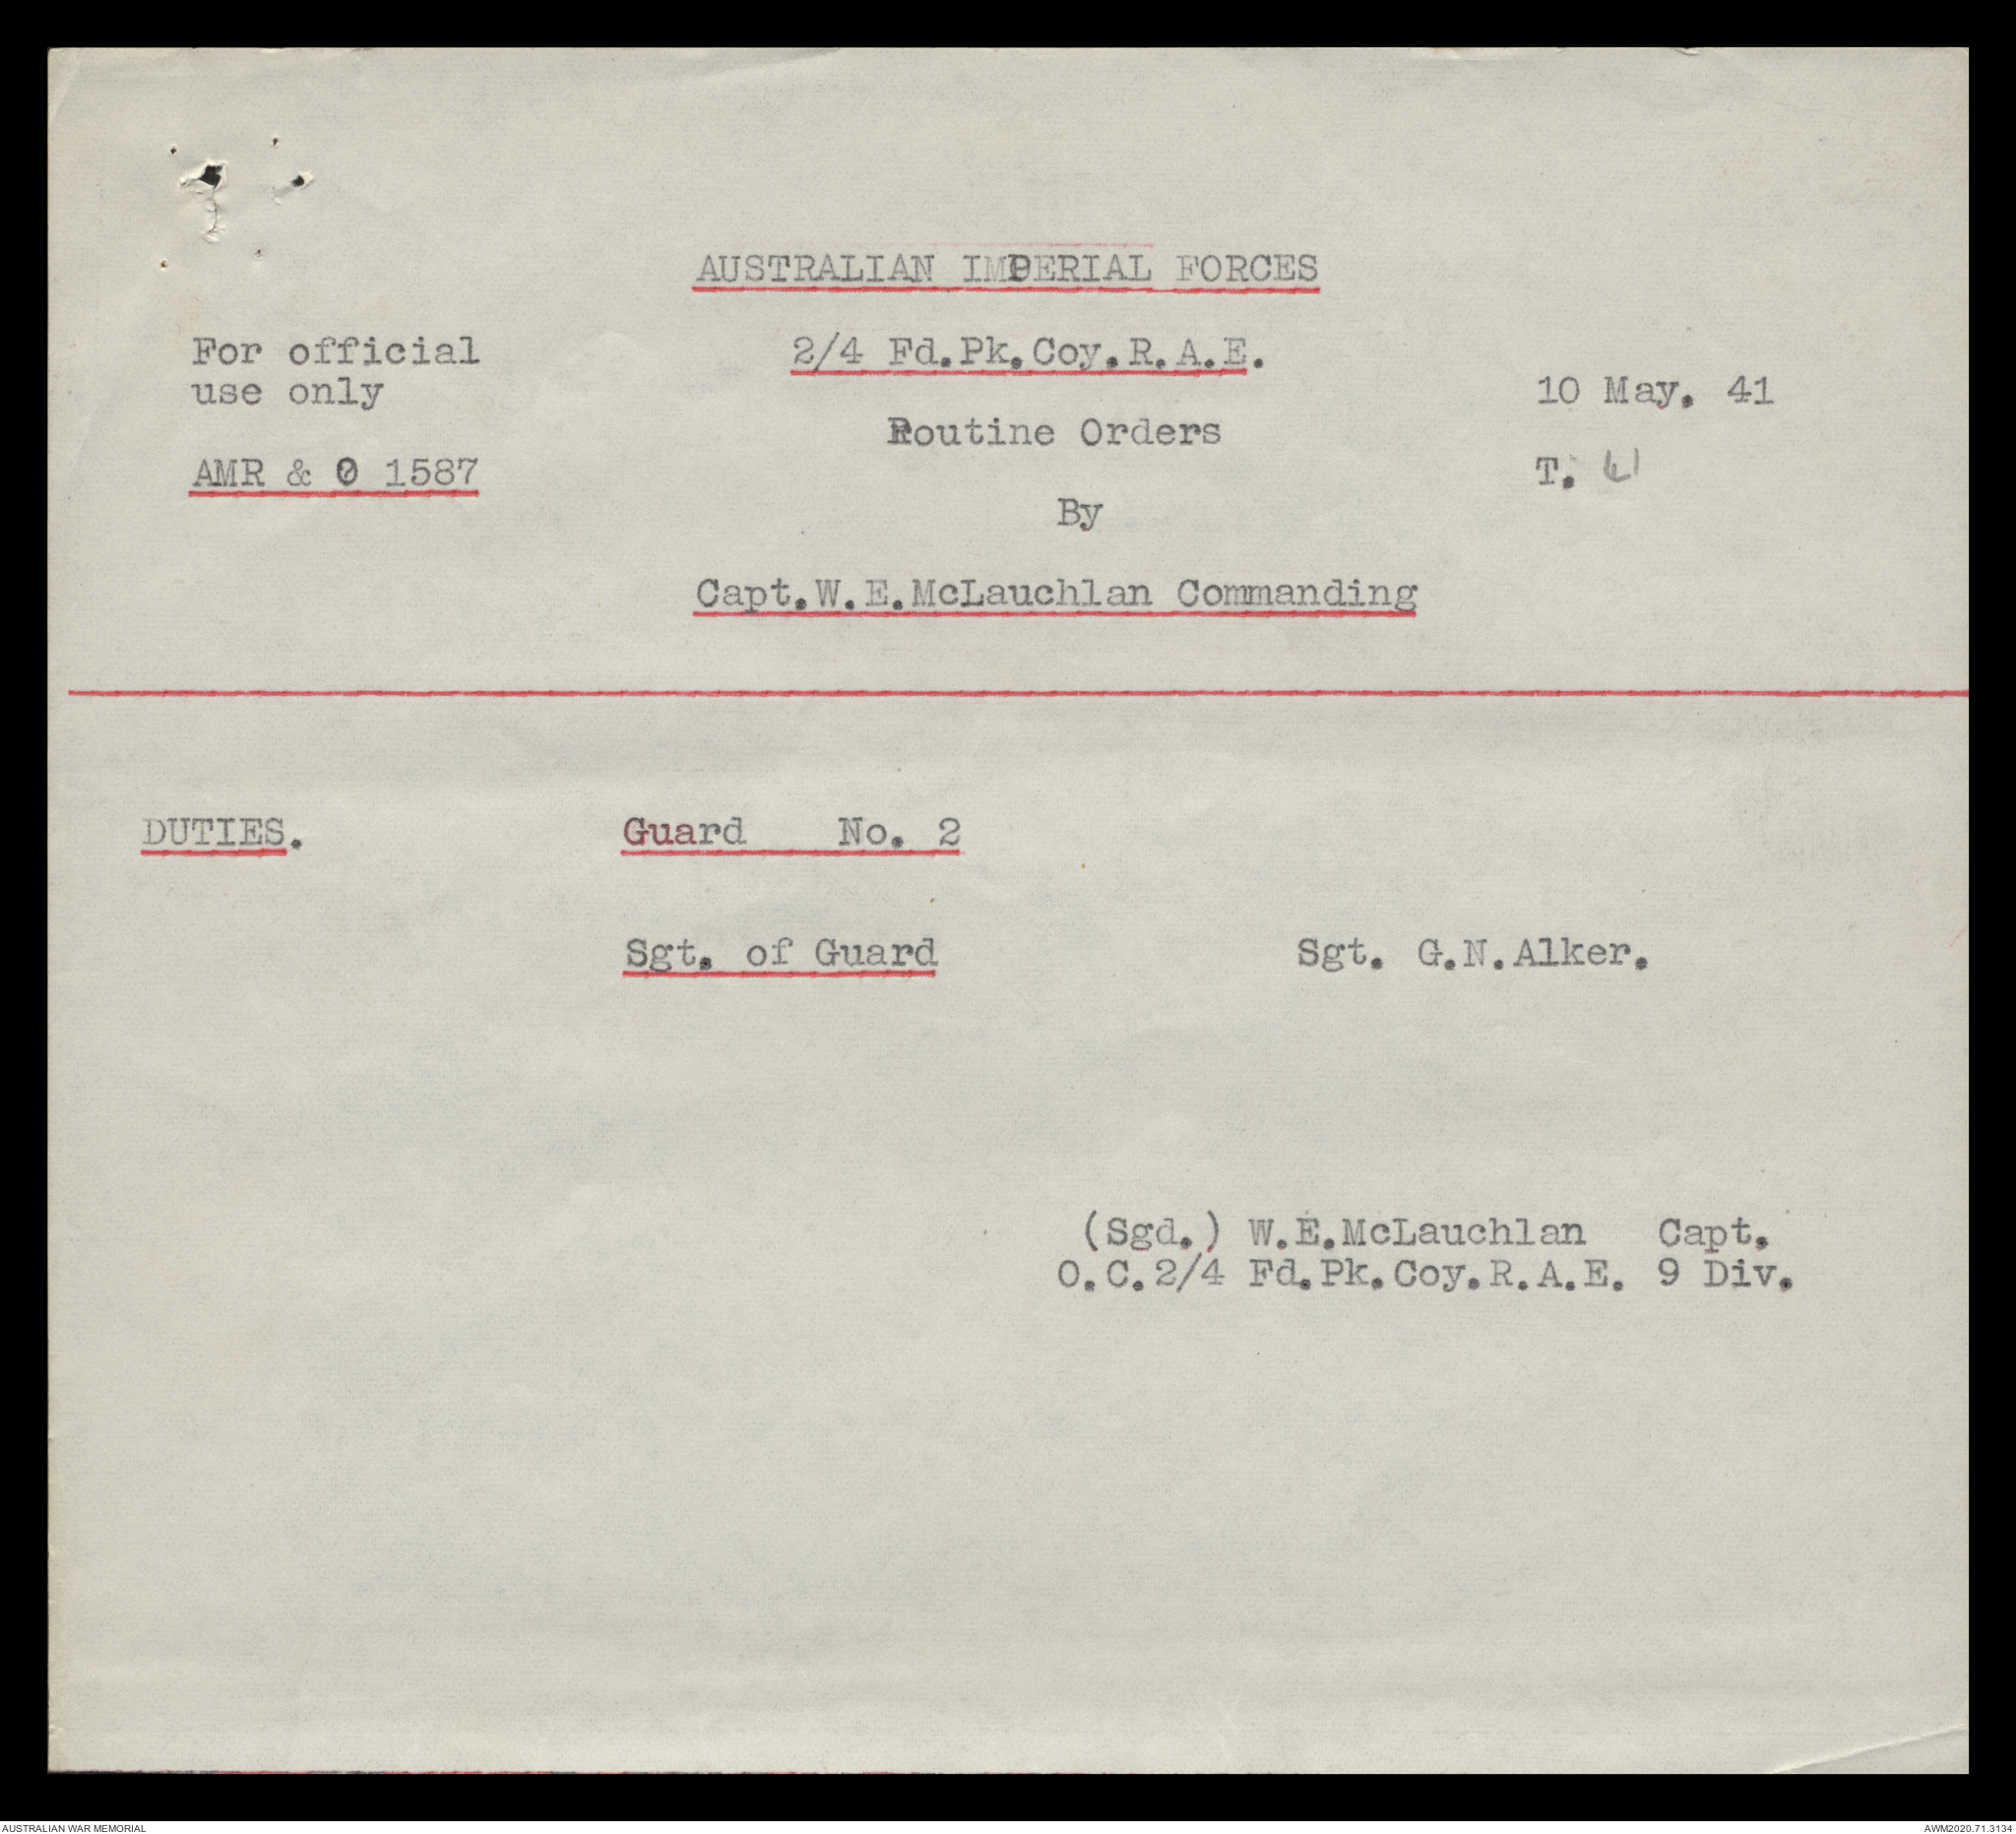 AUSTRALIAN IMPERIAL FORCES
For official
use only
2/4 Fd.Pk.Coy.R.A.E.
10 May. 41
Routine Orders
AMR & O 1587
T. 61
By
Capt.W.E.McLauchlan Commanding
DUTIES.
Guard No. 2
Sgt. of Guard
Sgt. G.N.Alker.
(Sgd.) W.E.McLauchlan Capt.
O.C.2/4 Fd.Pk.Coy.R.A.E. 9 Div.
AUSTRALIAN WAR MEMORIAL
AWM2020.71.3134